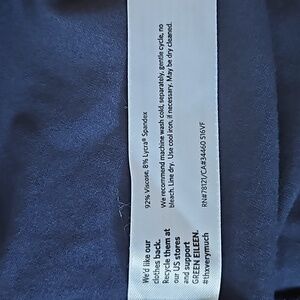 92% Viscose, 8% Lycra® Spandex
We recommend machine wash cold, separately, gentle cycle, no
bleach. Line dry. Use cool iron, if necessary. May be dry cleaned.
RN#78121/CA#34460 S16VF
We'd like our
clothes back.
Recycle them at
our US stores
and support
GREEN EILEEN.
#thxverymuch